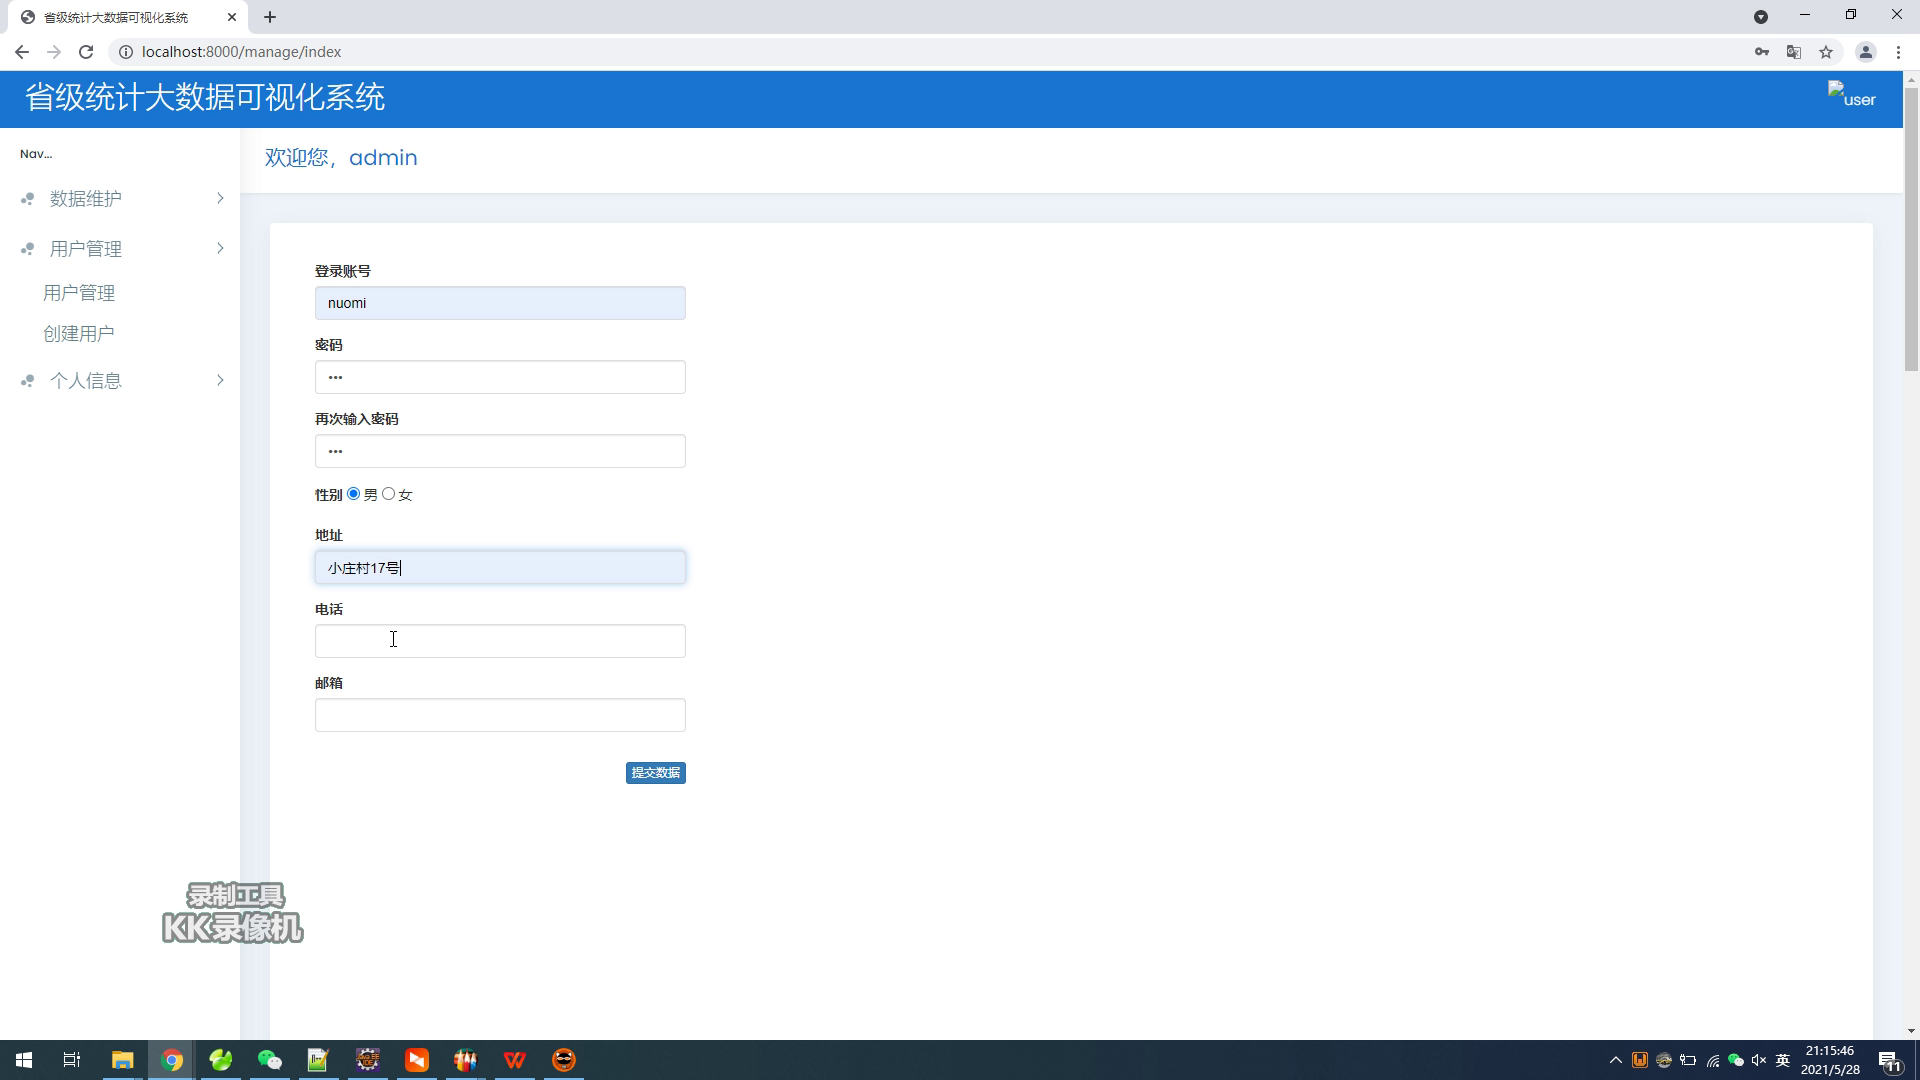 省级统计大数据可视化系统
localhost:8000/manage/index
省级统计大数据可视化系统
user
Nav...
欢迎您，admin
数据维护
用户管理
用户管理
创建用户
个人信息
登录账号
nuomi
密码
•••
再次输入密码
•••
性别 男 女
地址
小庄村17号
电话
邮箱
提交数据
录制工具
KK录像机
英
21:15:46
2021/5/28
11